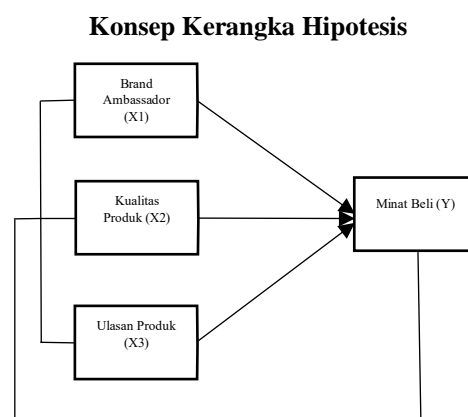 Konsep Kerangka Hipotesis
Brand
Ambassador
(X1)
Kualitas
Produk (X2)
Minat Beli (Y)
Ulasan Produk
(X3)